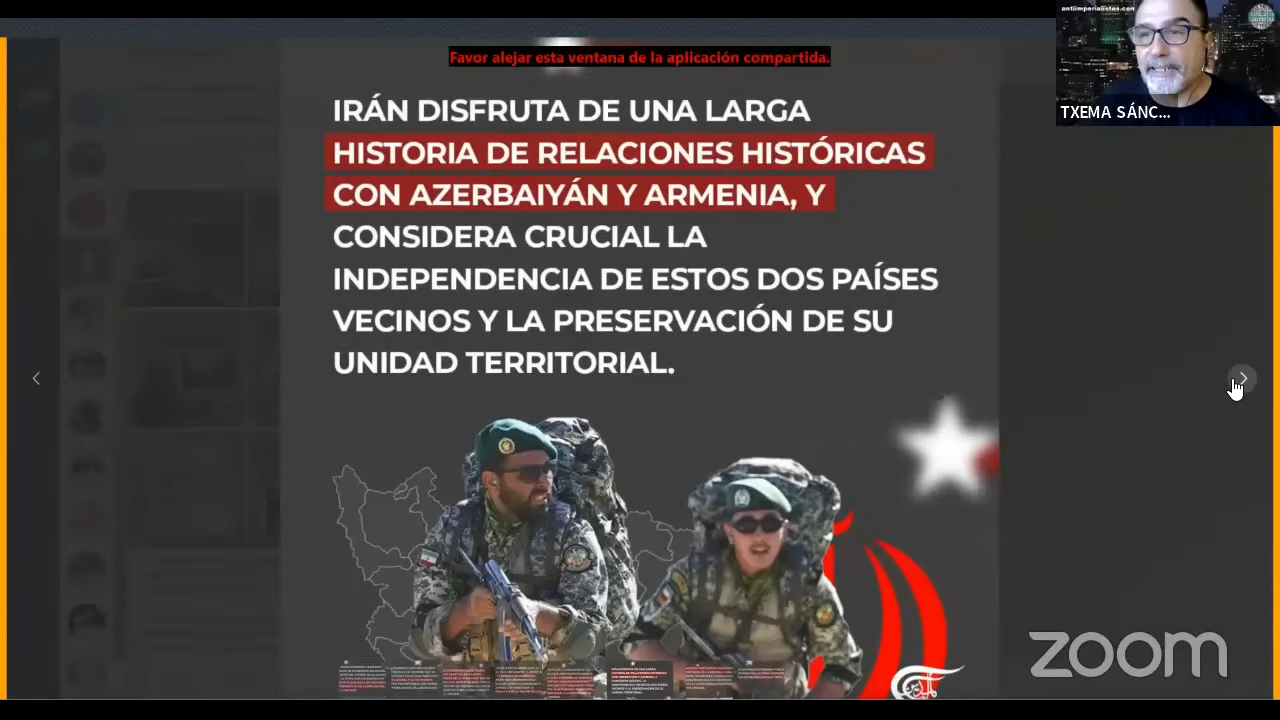 antiimperialistas.com
Favor alejar esta ventana de la aplicación compartida.
TXEMA SÁNC...
IRÁN DISFRUTA DE UNA LARGA
HISTORIA DE RELACIONES HISTÓRICAS
CON AZERBAIYÁN Y ARMENIA, Y
CONSIDERA CRUCIAL LA
INDEPENDENCIA DE ESTOS DOS PAÍSES
VECINOS Y LA PRESERVACIÓN DE SU
UNIDAD TERRITORIAL.
zoom